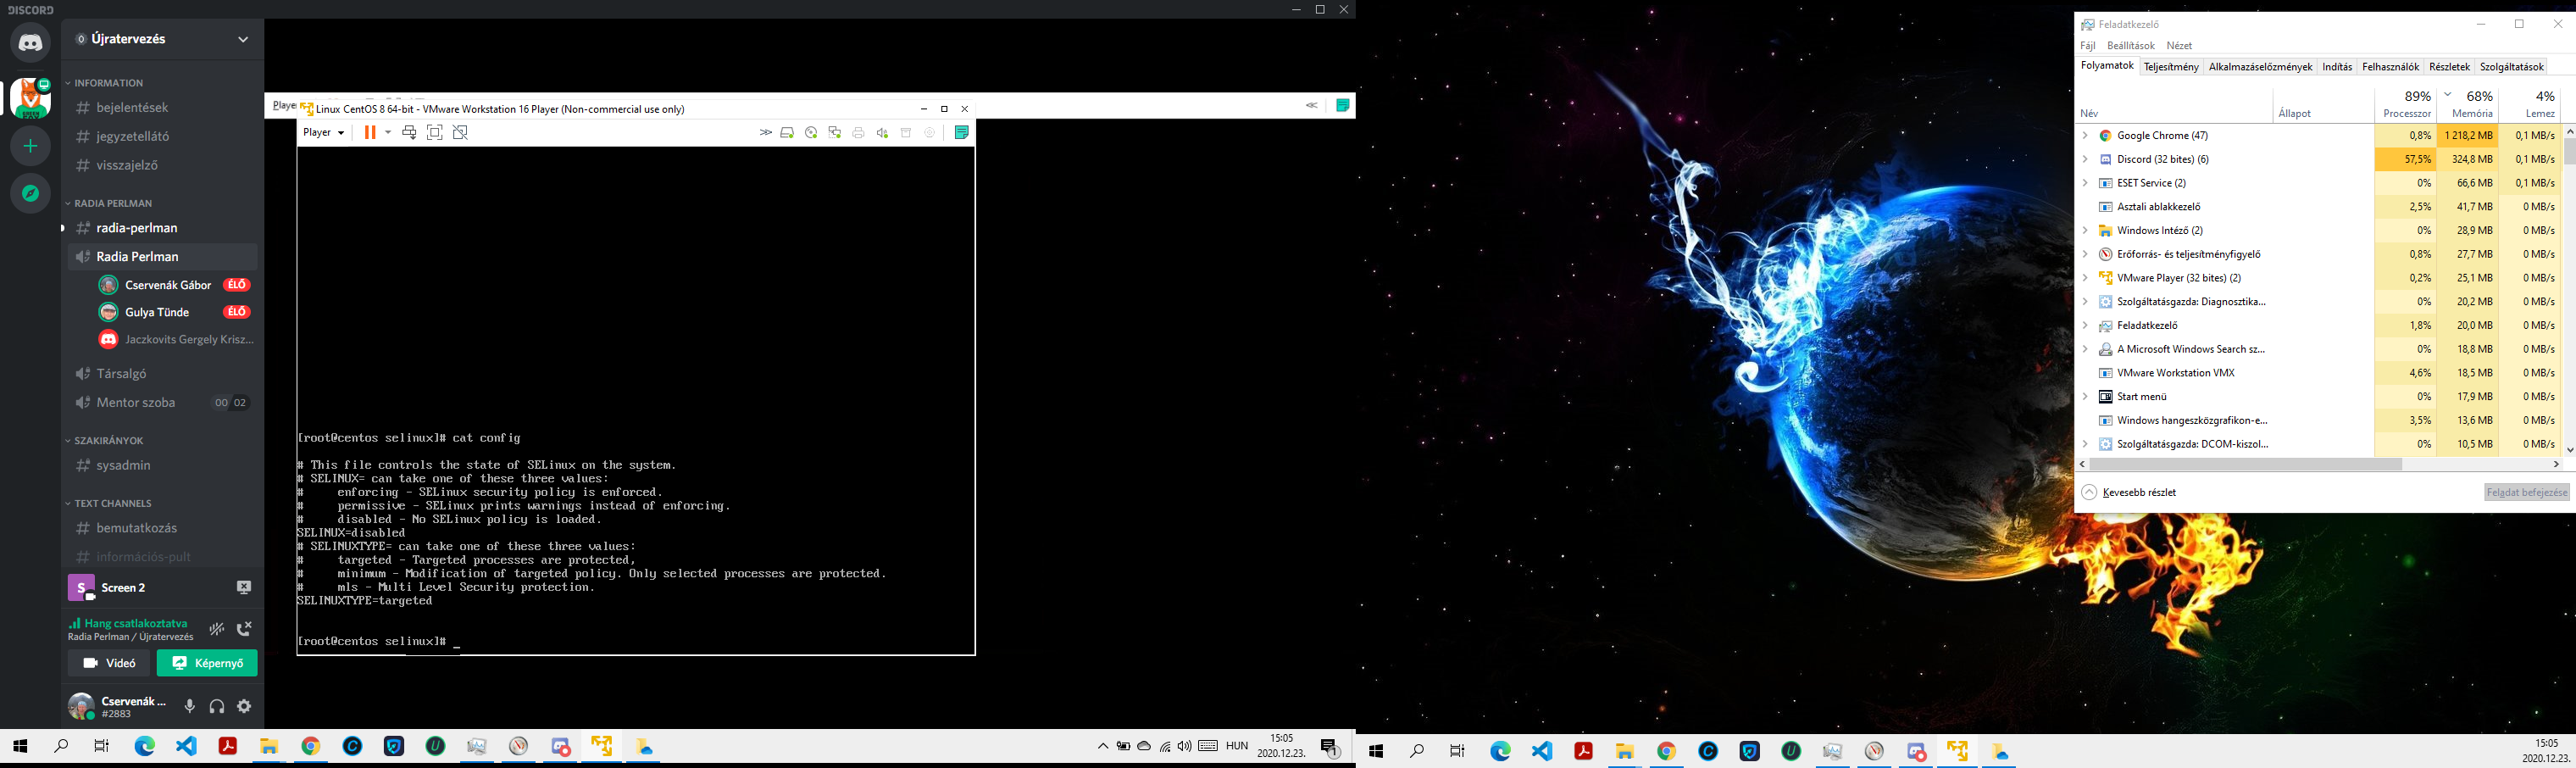 DISCORD
Újratervezés
INFORMATION
bejelentések
jegyzetellátó
visszajelző
RADIA PERLMAN
radia-perlman
Radia Perlman
Cservenák Gábor ÉLŐ
Gulya Tünde ÉLŐ
Jaczkovits Gergely Krisz...
Társalgó
Mentor szoba 00 02
SZAKIRÁNYOK
sysadmin
TEXT CHANNELS
bemutatkozás
információs-pult
S Screen 2
Hang csatlakoztatva
Radia Perlman / Újratervezés
Videó Képernyő
Cservenák ...
#2883
Linux CentOS 8 64-bit - VMware Workstation 16 Player (Non-commercial use only)
Player
[root@centos selinux]# cat config
# This file controls the state of SELinux on the system.
# SELINUX= can take one of these three values:
#     enforcing - SELinux security policy is enforced.
#     permissive - SELinux prints warnings instead of enforcing.
#     disabled - No SELinux policy is loaded.
SELINUX=disabled
# SELINUXTYPE= can take one of these three values:
#     targeted - Targeted processes are protected,
#     minimum - Modification of targeted policy. Only selected processes are protected.
#     mls - Multi Level Security protection.
SELINUXTYPE=targeted
[root@centos selinux]# _
HUN
15:05
2020.12.23.
1
Feladatkezelő
Fájl Beállítások Nézet
Folyamatok Teljesítmény Alkalmazáselőzmények Indítás Felhasználók Részletek Szolgáltatások
89% 68% 4%
Név Állapot Processzor Memória Lemez
Google Chrome (47) 0,8% 1 218,2 MB 0,1 MB/s
Discord (32 bites) (6) 57,5% 324,8 MB 0,1 MB/s
ESET Service (2) 0% 66,6 MB 0,1 MB/s
Asztali ablakkezelő 2,5% 41,7 MB 0 MB/s
Windows Intéző (2) 0% 28,9 MB 0 MB/s
Erőforrás- és teljesítményfigyelő 0,8% 27,7 MB 0 MB/s
VMware Player (32 bites) (2) 0,2% 25,1 MB 0 MB/s
Szolgáltatásgazda: Diagnosztika... 0% 20,2 MB 0 MB/s
Feladatkezelő 1,8% 20,0 MB 0 MB/s
A Microsoft Windows Search sz... 0% 18,8 MB 0 MB/s
VMware Workstation VMX 4,6% 18,5 MB 0 MB/s
Start menü 0% 17,9 MB 0 MB/s
Windows hangeszközgrafikon-e... 3,5% 13,6 MB 0 MB/s
Szolgáltatásgazda: DCOM-kiszol... 0% 10,5 MB 0 MB/s
Kevesebb részlet Feladat befejezése
15:05
2020.12.23.